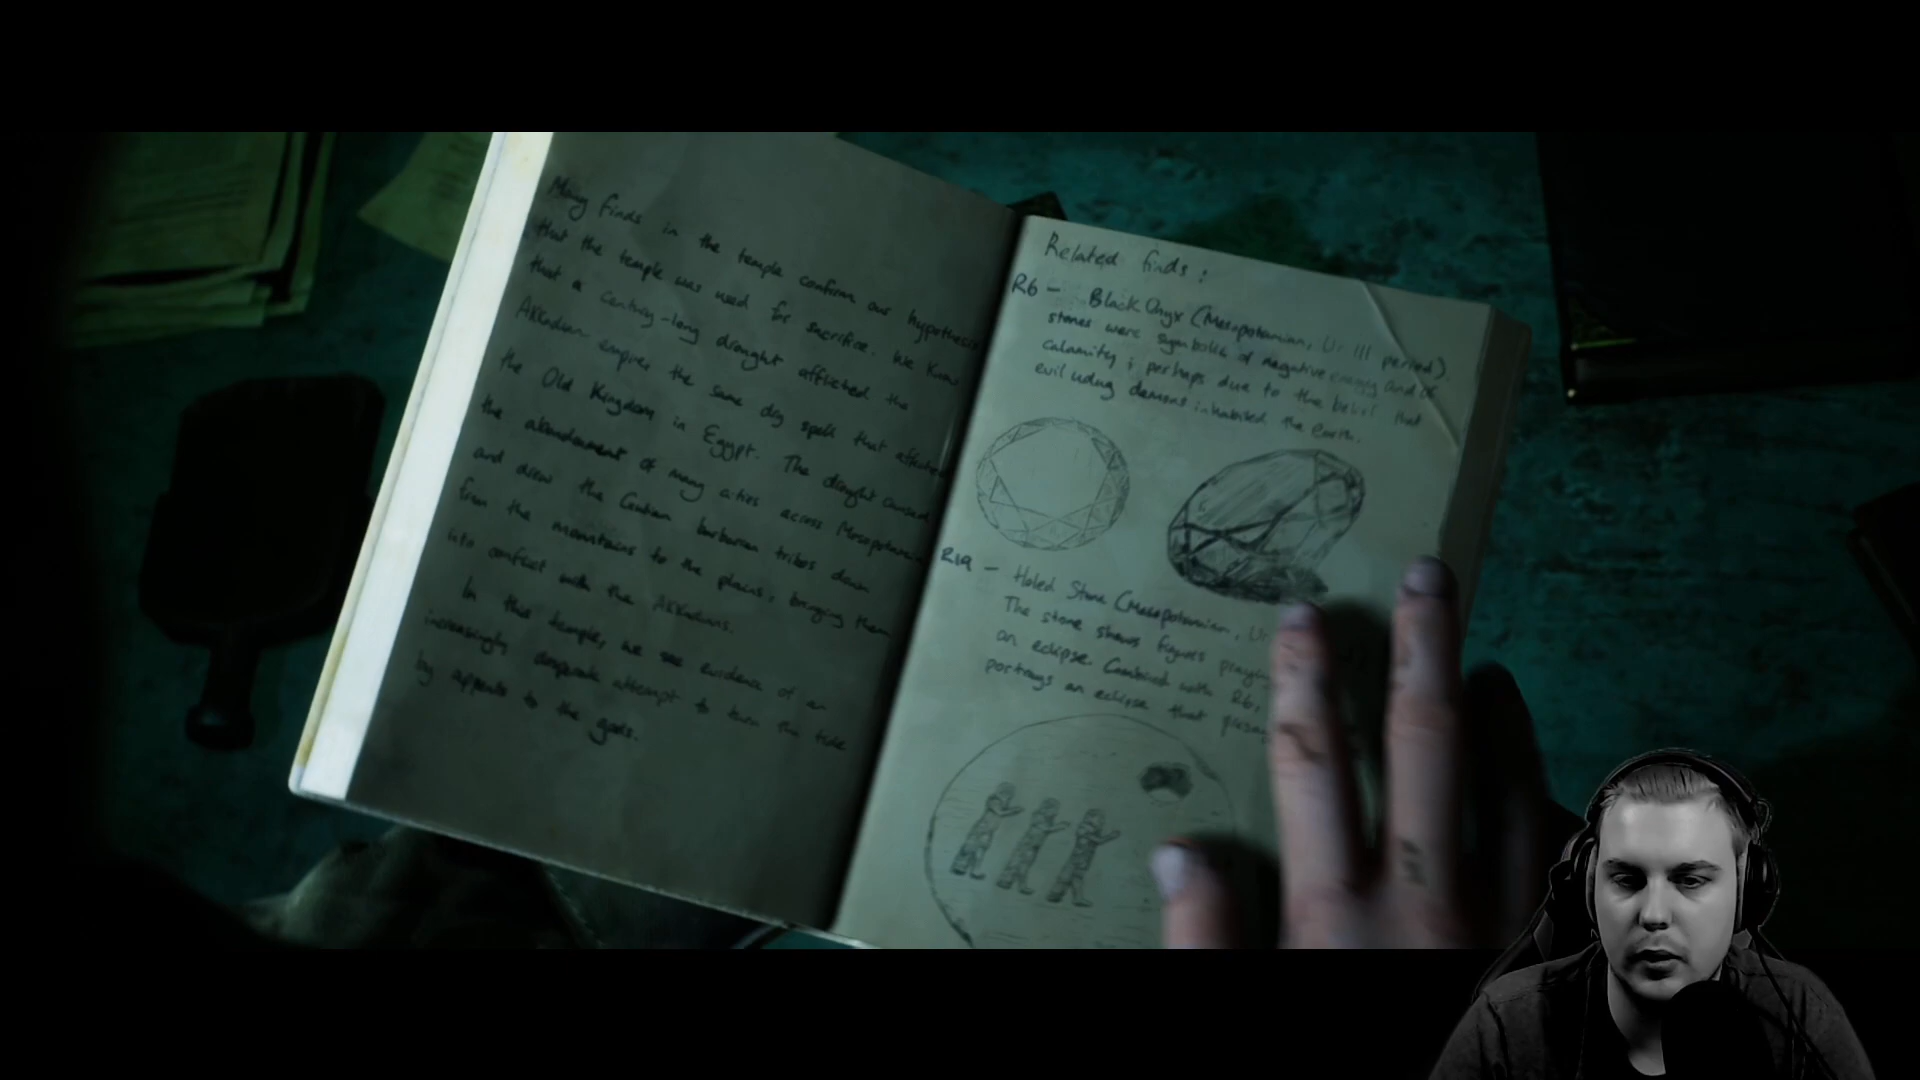 Many finds in the temple confirm our hypothesis
that the temple was used for sacrifice. We know
that a century-long drought afflicted the
Akkadian empire, the same dry spell that afflicted
the Old Kingdom in Egypt. The drought caused
the abandonment of many cities across Mesopotamia
and drew the Gutian barbarian tribes down
from the mountains to the plains, bringing them
into conflict with the Akkadians.
In this temple, we see evidence of an
increasingly desperate attempt to turn the tide
by appeals to the gods.
Related finds:
R6 - Black Onyx (Mesopotamian, Ur III period).
stones were symbolic of negative energy and of
calamity; perhaps due to the belief that
evil udug demons inhabited the earth.
R19 - Holed Stone (Mesopotamian, Ur
The stone shows figures praying
an eclipse. Combined with R6,
portrays an eclipse that